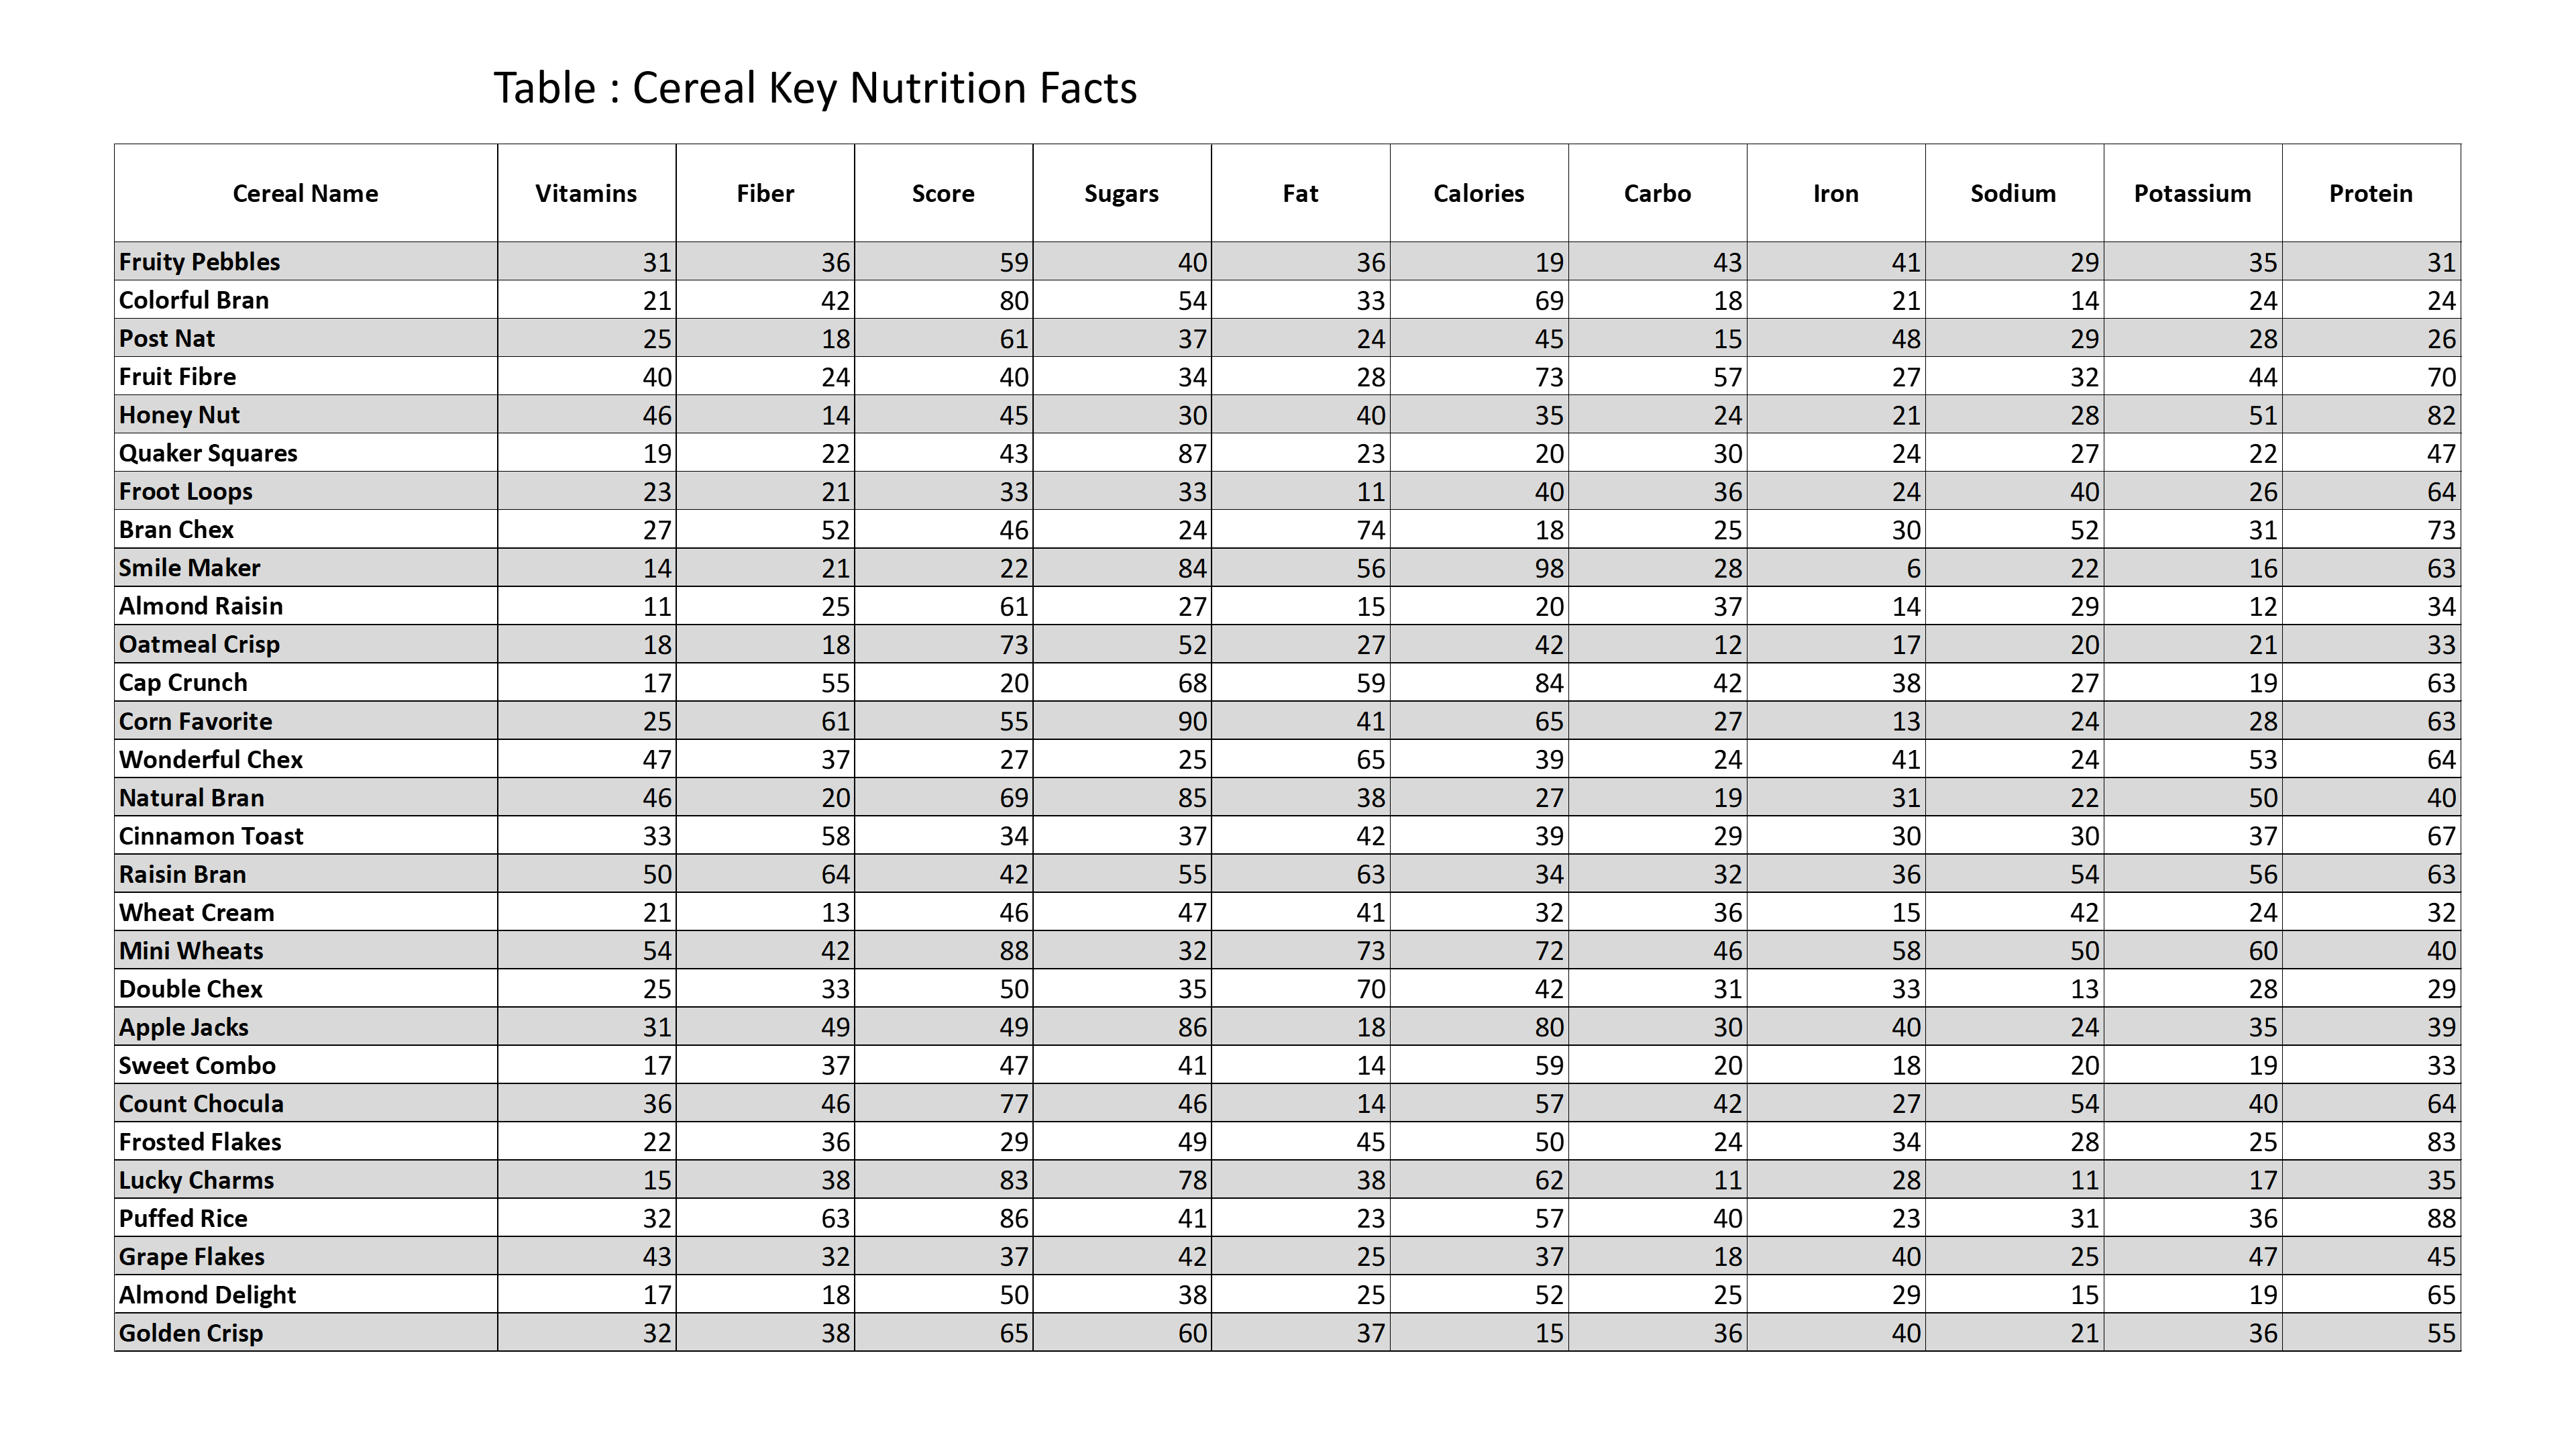 Table : Cereal Key Nutrition Facts
Cereal Name Vitamins Fiber Score Sugars Fat Calories Carbo Iron Sodium Potassium Protein
Fruity Pebbles 31 36 59 40 36 19 43 41 29 35 31
Colorful Bran 21 42 80 54 33 69 18 21 14 24 24
Post Nat 25 18 61 37 24 45 15 48 29 28 26
Fruit Fibre 40 24 40 34 28 73 57 27 32 44 70
Honey Nut 46 14 45 30 40 35 24 21 28 51 82
Quaker Squares 19 22 43 87 23 20 30 24 27 22 47
Froot Loops 23 21 33 33 11 40 36 24 40 26 64
Bran Chex 27 52 46 24 74 18 25 30 52 31 73
Smile Maker 14 21 22 84 56 98 28 6 22 16 63
Almond Raisin 11 25 61 27 15 20 37 14 29 12 34
Oatmeal Crisp 18 18 73 52 27 42 12 17 20 21 33
Cap Crunch 17 55 20 68 59 84 42 38 27 19 63
Corn Favorite 25 61 55 90 41 65 27 13 24 28 63
Wonderful Chex 47 37 27 25 65 39 24 41 24 53 64
Natural Bran 46 20 69 85 38 27 19 31 22 50 40
Cinnamon Toast 33 58 34 37 42 39 29 30 30 37 67
Raisin Bran 50 64 42 55 63 34 32 36 54 56 63
Wheat Cream 21 13 46 47 41 32 36 15 42 24 32
Mini Wheats 54 42 88 32 73 72 46 58 50 60 40
Double Chex 25 33 50 35 70 42 31 33 13 28 29
Apple Jacks 31 49 49 86 18 80 30 40 24 35 39
Sweet Combo 17 37 47 41 14 59 20 18 20 19 33
Count Chocula 36 46 77 46 14 57 42 27 54 40 64
Frosted Flakes 22 36 29 49 45 50 24 34 28 25 83
Lucky Charms 15 38 83 78 38 62 11 28 11 17 35
Puffed Rice 32 63 86 41 23 57 40 23 31 36 88
Grape Flakes 43 32 37 42 25 37 18 40 25 47 45
Almond Delight 17 18 50 38 25 52 25 29 15 19 65
Golden Crisp 32 38 65 60 37 15 36 40 21 36 55